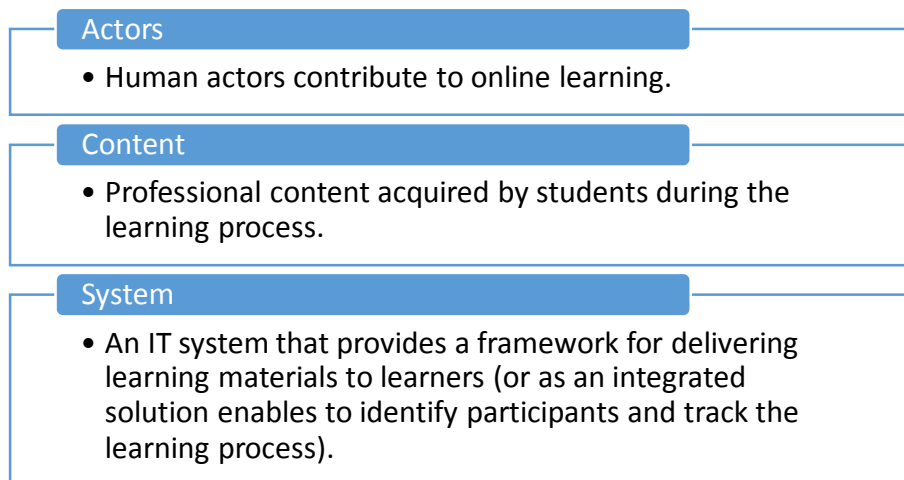 Actors
• Human actors contribute to online learning.
Content
• Professional content acquired by students during the
learning process.
System
• An IT system that provides a framework for delivering
learning materials to learners (or as an integrated
solution enables to identify participants and track the
learning process).